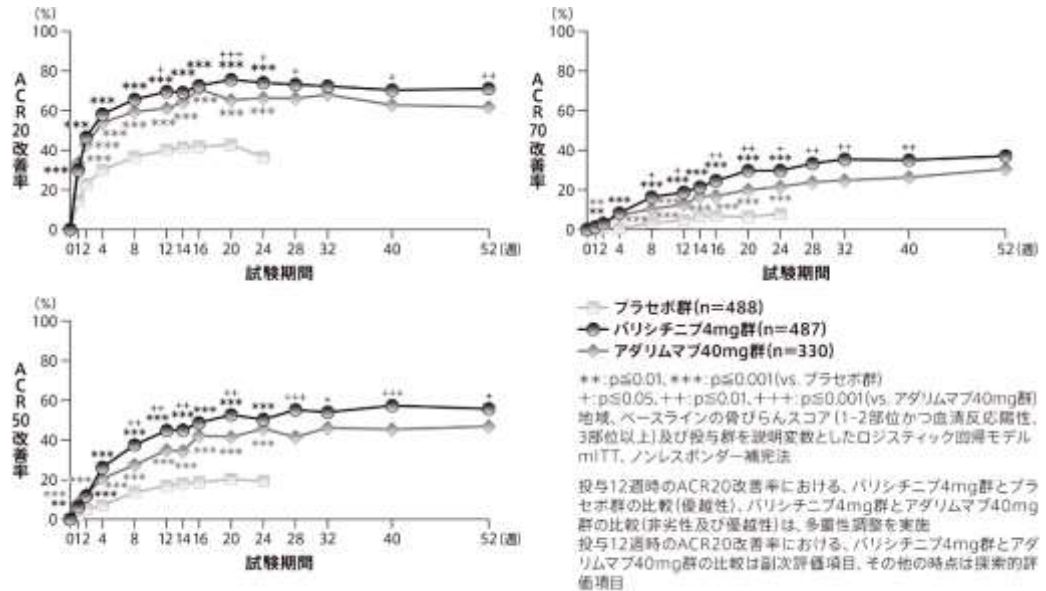 (%)
100
80
60
40
20
0
ACR20改善率
012 4 8 12 14 16 20 24 28 32 40 52(週)
試験期間
(%)
100
80
60
40
20
0
ACR70改善率
012 4 8 12 14 16 20 24 28 32 40 52(週)
試験期間
(%)
100
80
60
40
20
0
ACR50改善率
012 4 8 12 14 16 20 24 28 32 40 52(週)
試験期間
プラセボ群(n=488)
バリシチニブ4mg群(n=487)
アダリムマブ40mg群(n=330)
**:p≦0.01、***:p≦0.001(vs. プラセボ群)
+:p≦0.05、++:p≦0.01、+++:p≦0.001(vs. アダリムマブ40mg群)
地域、ベースラインの骨びらんスコア(1-2部位かつ血清反応陽性、
3部位以上)及び投与群を説明変数としたロジスティック回帰モデル
mITT、ノンレスポンダー補完法
投与12週時のACR20改善率における、バリシチニブ4mg群とプラ
セボ群の比較(優越性)、バリシチニブ4mg群とアダリムマブ40mg
群の比較(非劣性及び優越性)は、多重性調整を実施
投与12週時のACR20改善率における、バリシチニブ4mg群とアダ
リムマブ40mg群の比較は副次評価項目、その他の時点は探索的評
価項目